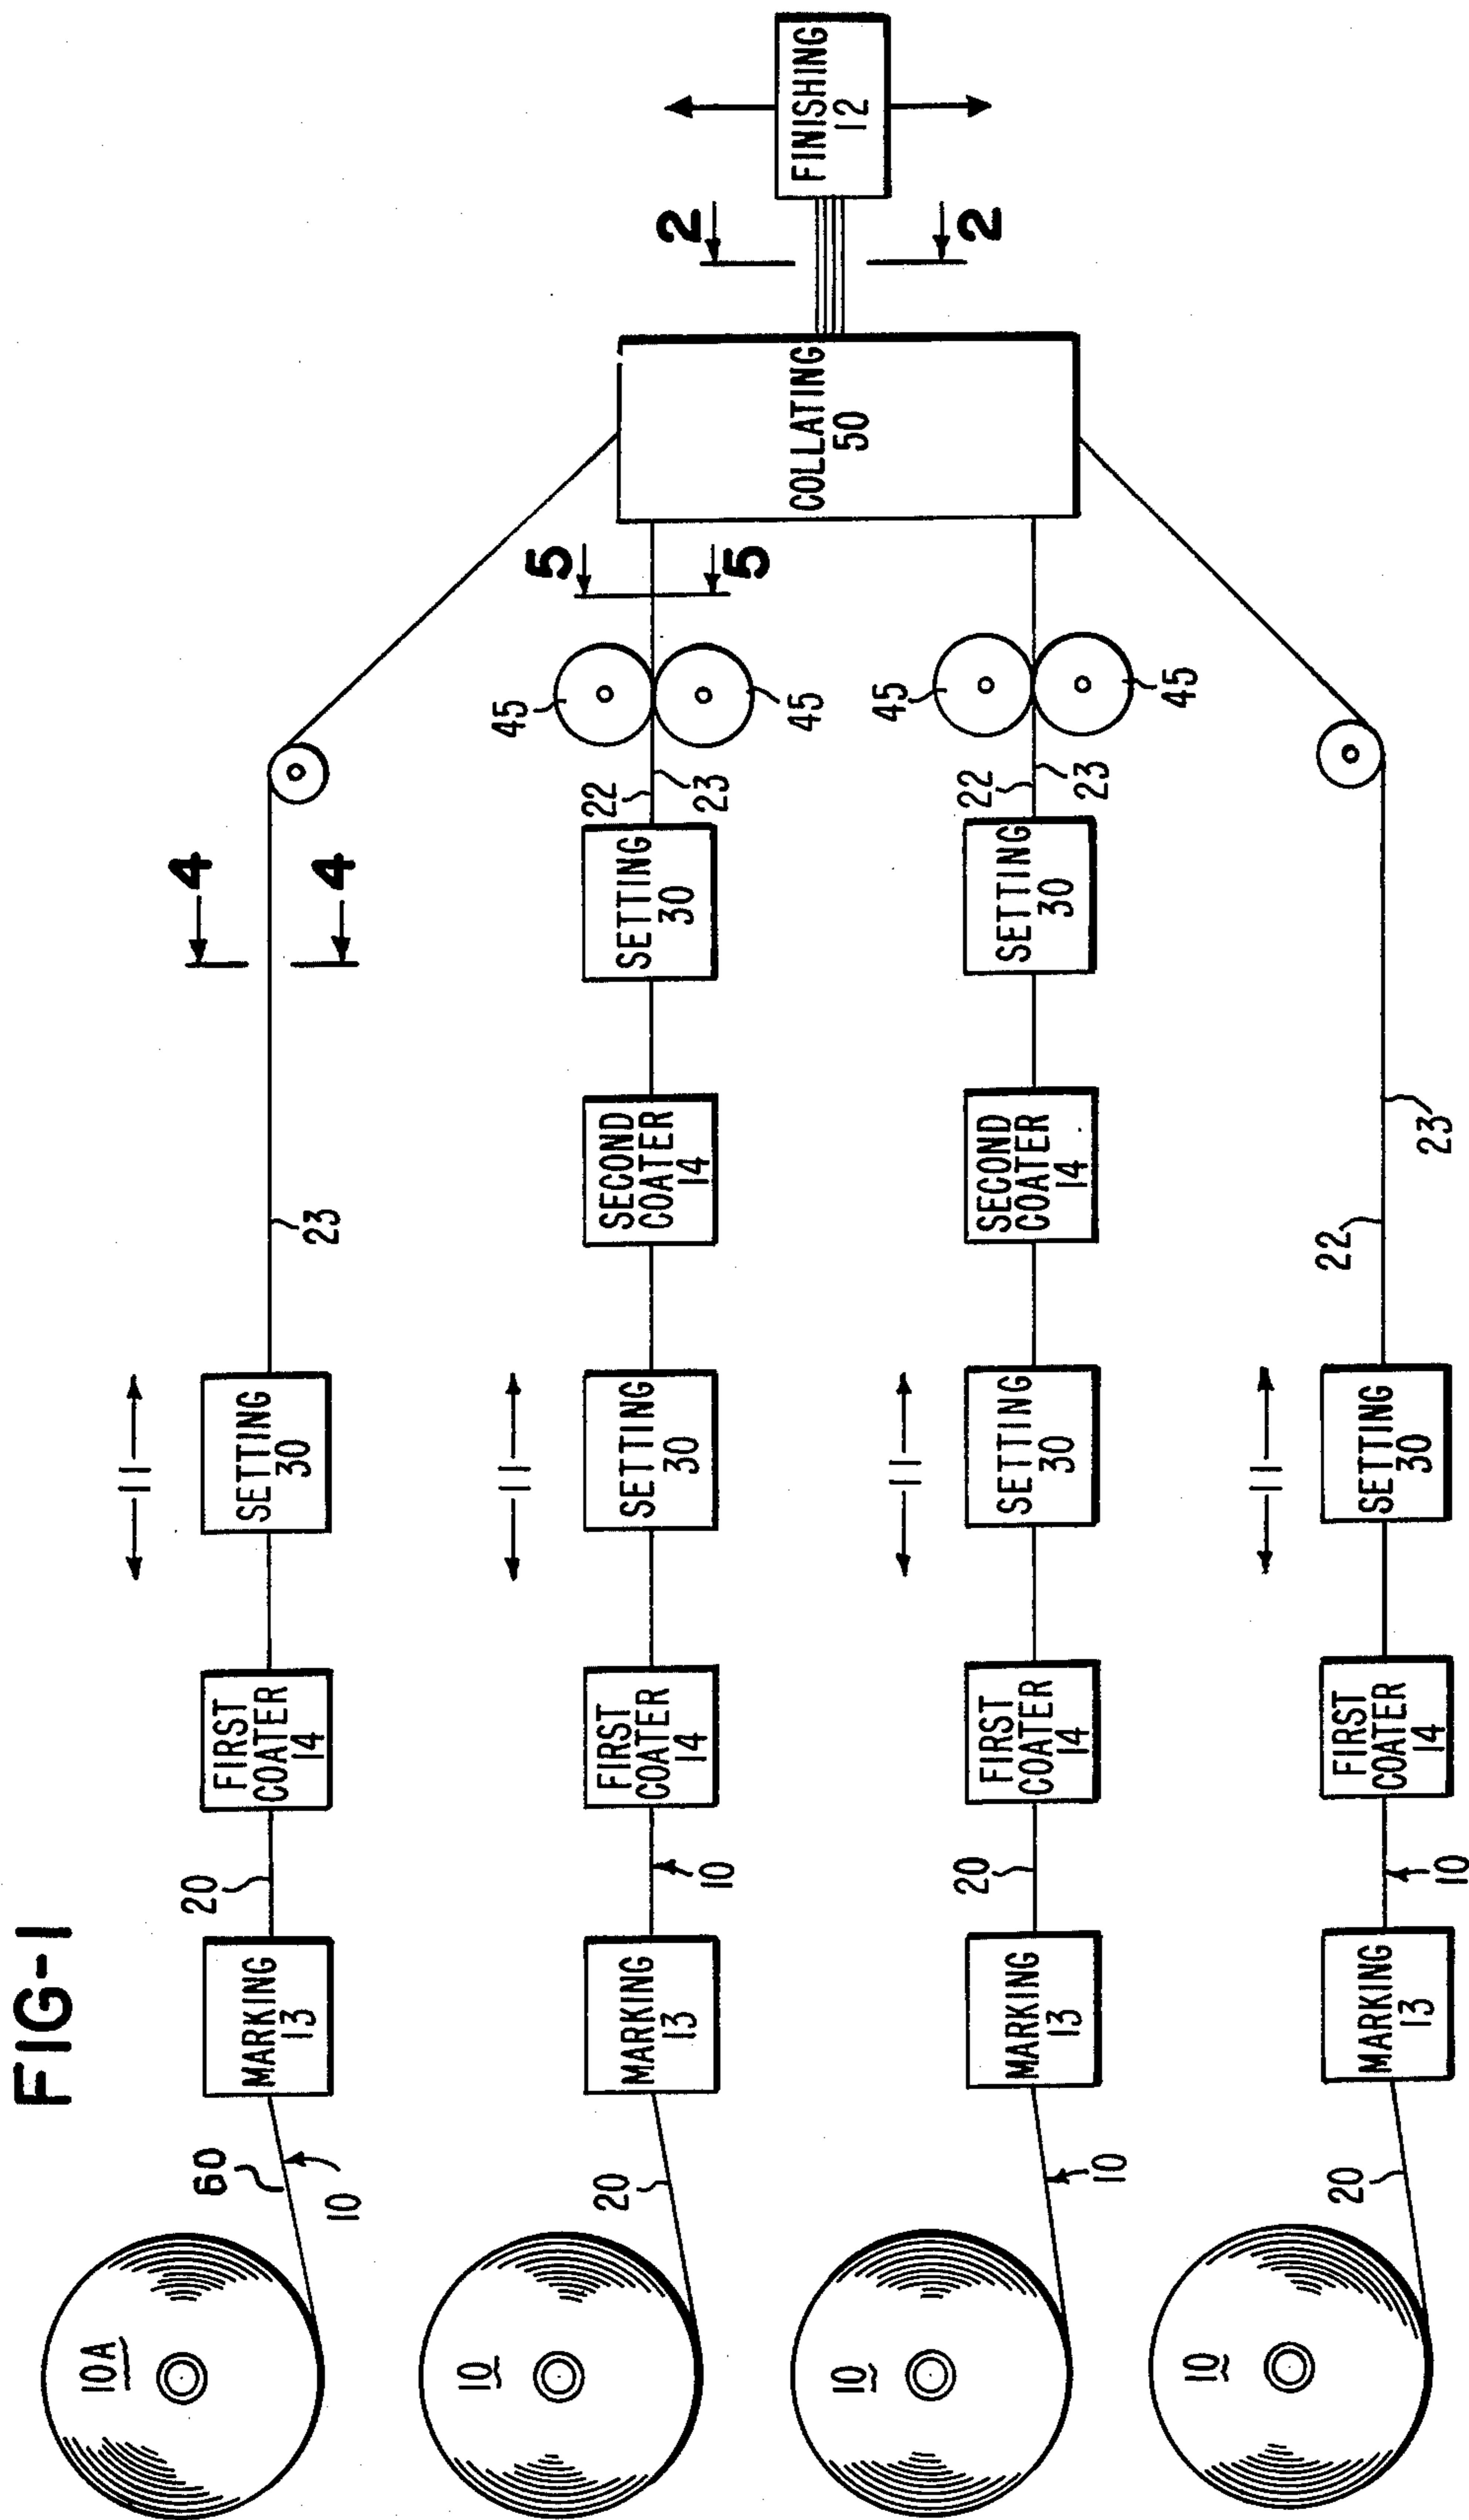 FIG-1
10A
60
10
MARKING
13
20
FIRST
COATER
14
11
SETTING
30
23
4
4
10
20
MARKING
13
10
FIRST
COATER
14
11
SETTING
30
SECOND
COATER
14
SETTING
30
22
23
45
45
5
5
10
10
MARKING
13
20
FIRST
COATER
14
11
SETTING
30
SECOND
COATER
14
SETTING
30
22
23
45
45
10
20
MARKING
13
10
FIRST
COATER
14
11
SETTING
30
22
23
COLLATING
50
2
2
FINISHING
12